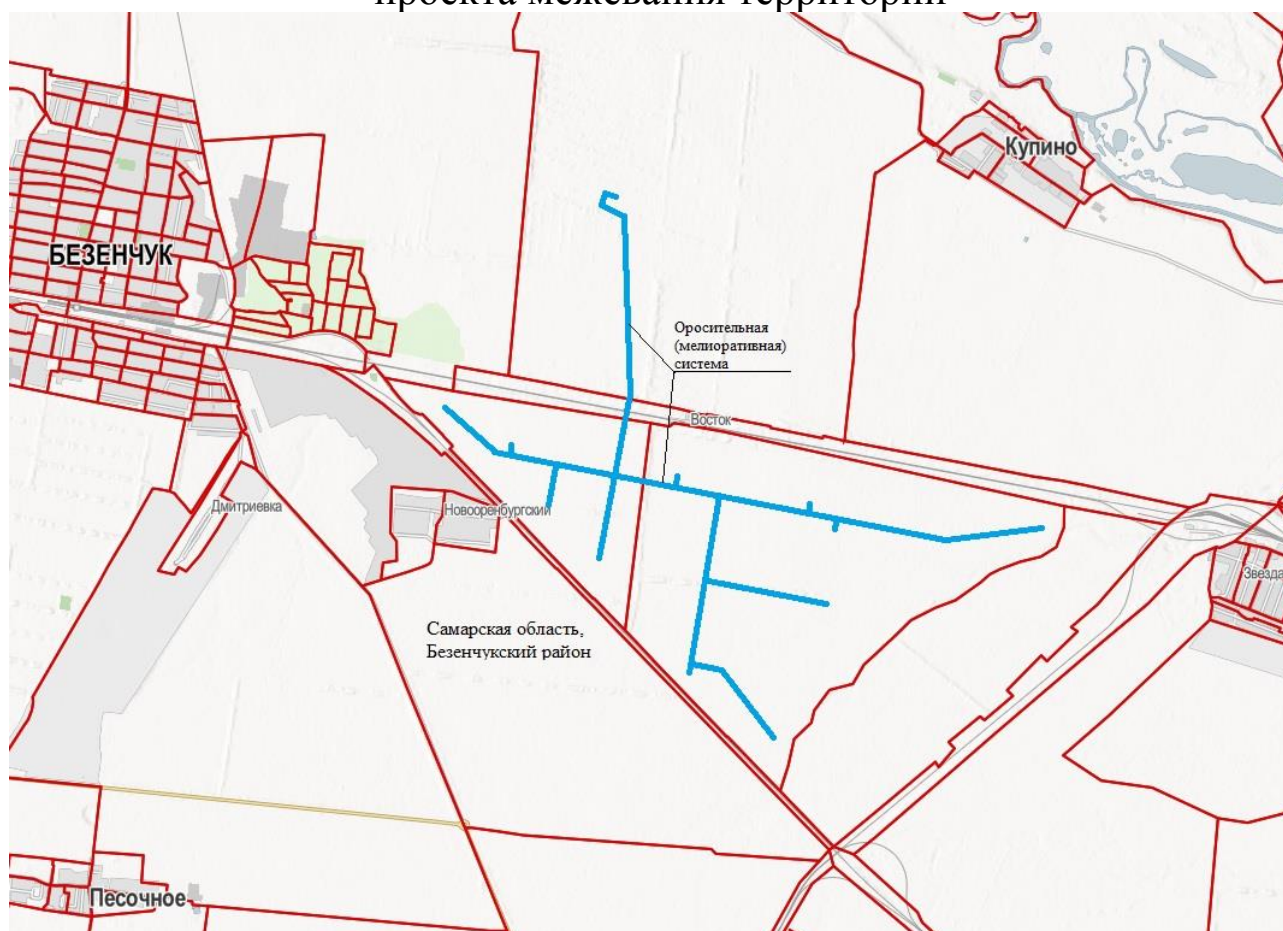 проекта межевания территории
Купино
БЕЗЕНЧУК
Оросительная
(мелиоративная)
система
Восток
Дмитриевка
Новооренбургский
Звезда
Самарская область,
Безенчукский район
Песочное